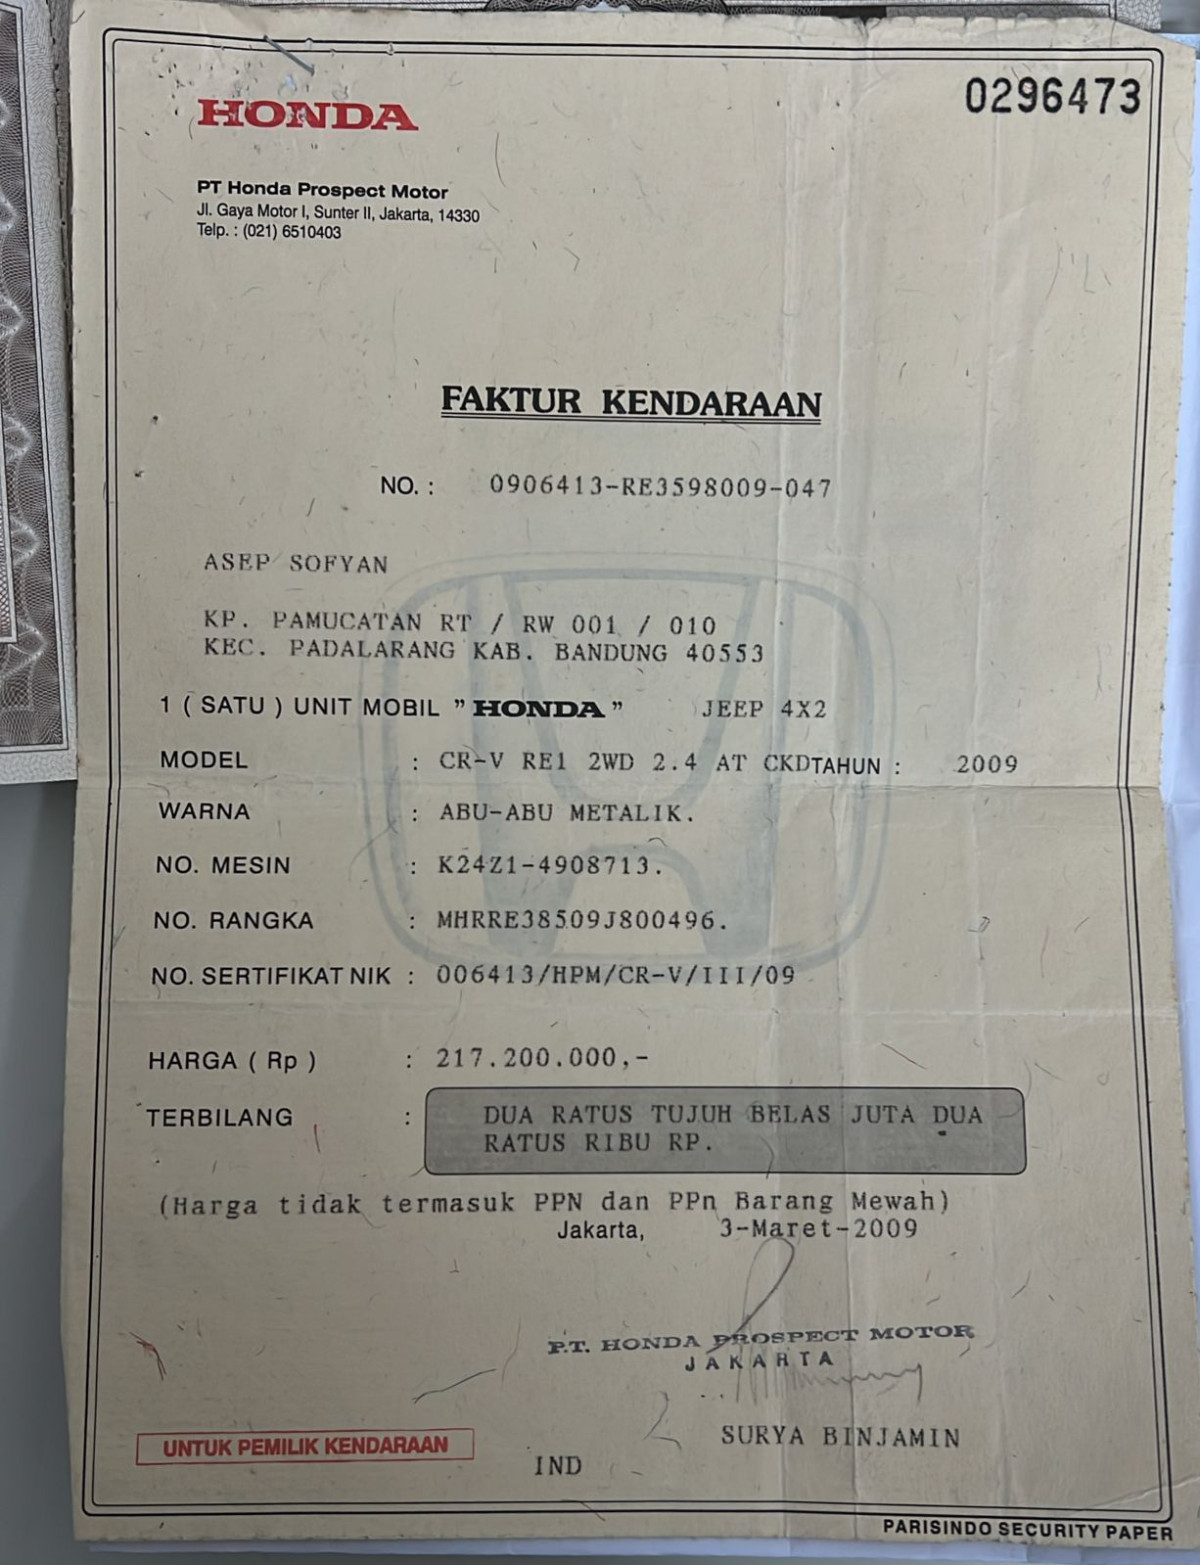 0296473
HONDA
PT Honda Prospect Motor
Jl. Gaya Motor I, Sunter II, Jakarta, 14330
Telp. : (021) 6510403
FAKTUR KENDARAAN
NO. : 0906413-RE3598009-047
ASEP SOFYAN
KP. PAMUCATAN RT / RW 001 / 010
KEC. PADALARANG KAB. BANDUNG 40553
1 ( SATU ) UNIT MOBIL " HONDA " JEEP 4X2
MODEL : CR-V RE1 2WD 2.4 AT CKDTAHUN : 2009
WARNA : ABU-ABU METALIK.
NO. MESIN : K24Z1-4908713.
NO. RANGKA : MHRRE38509J800496.
NO. SERTIFIKAT NIK : 006413/HPM/CR-V/III/09
HARGA ( Rp ) : 217.200.000,-
TERBILANG : DUA RATUS TUJUH BELAS JUTA DUA
RATUS RIBU RP.
(Harga tidak termasuk PPN dan PPn Barang Mewah)
Jakarta, 3-Maret-2009
P.T. HONDA PROSPECT MOTOR
JAKARTA
SURYA BINJAMIN
UNTUK PEMILIK KENDARAAN
IND
PARISINDO SECURITY PAPER